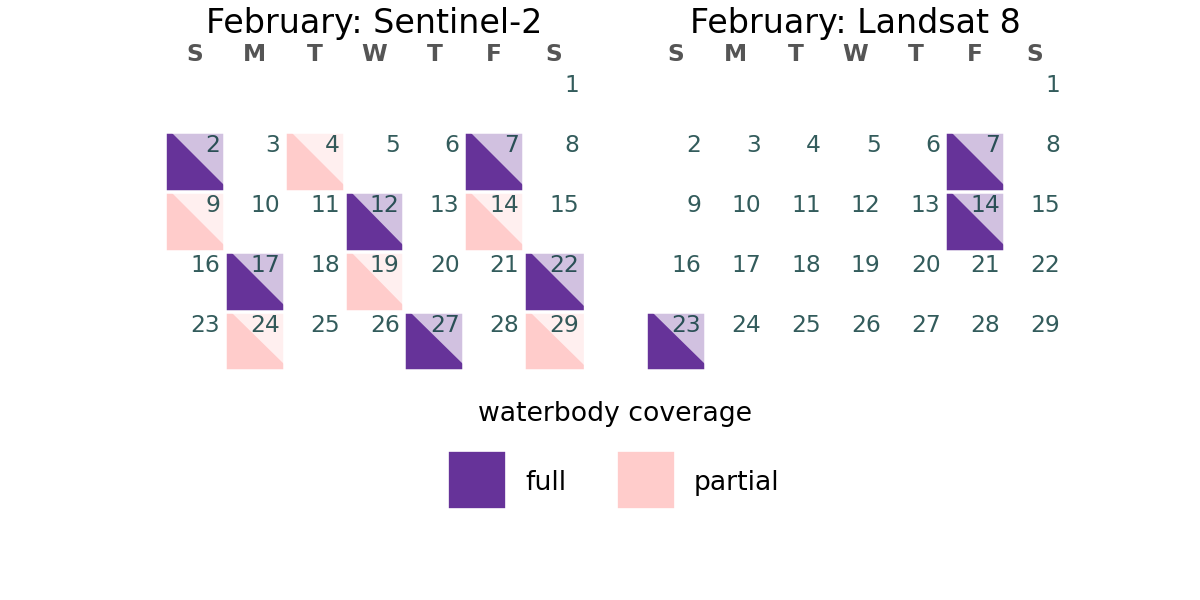 February: Sentinel-2
S M T W T F S
1
2 3 4 5 6 7 8
9 10 11 12 13 14 15
16 17 18 19 20 21 22
23 24 25 26 27 28 29
February: Landsat 8
S M T W T F S
1
2 3 4 5 6 7 8
9 10 11 12 13 14 15
16 17 18 19 20 21 22
23 24 25 26 27 28 29
waterbody coverage
full
partial